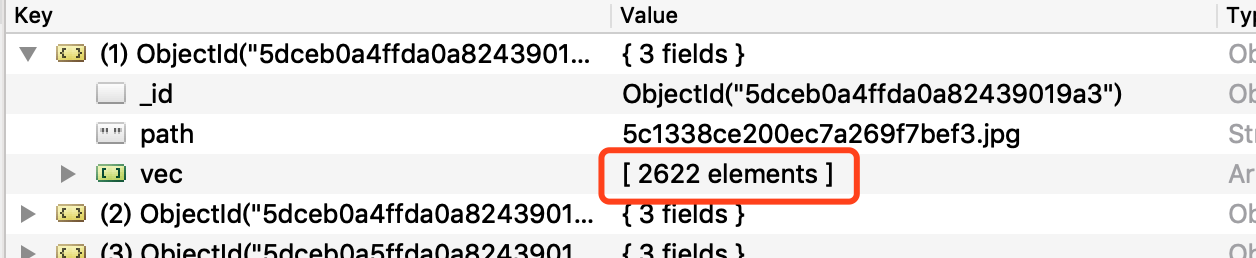 Key Value Typ
(1) ObjectId("5dceb0a4ffda0a8243901... { 3 fields } Ob
_id ObjectId("5dceb0a4ffda0a82439019a3") Ob
" " path 5c1338ce200ec7a269f7bef3.jpg Str
vec [ 2622 elements ] Ar
(2) ObjectId("5dceb0a4ffda0a8243901... { 3 fields } Ob
(3) ObjectId("5dceb0a5ffda0a8243901... { 3 fields } Ob